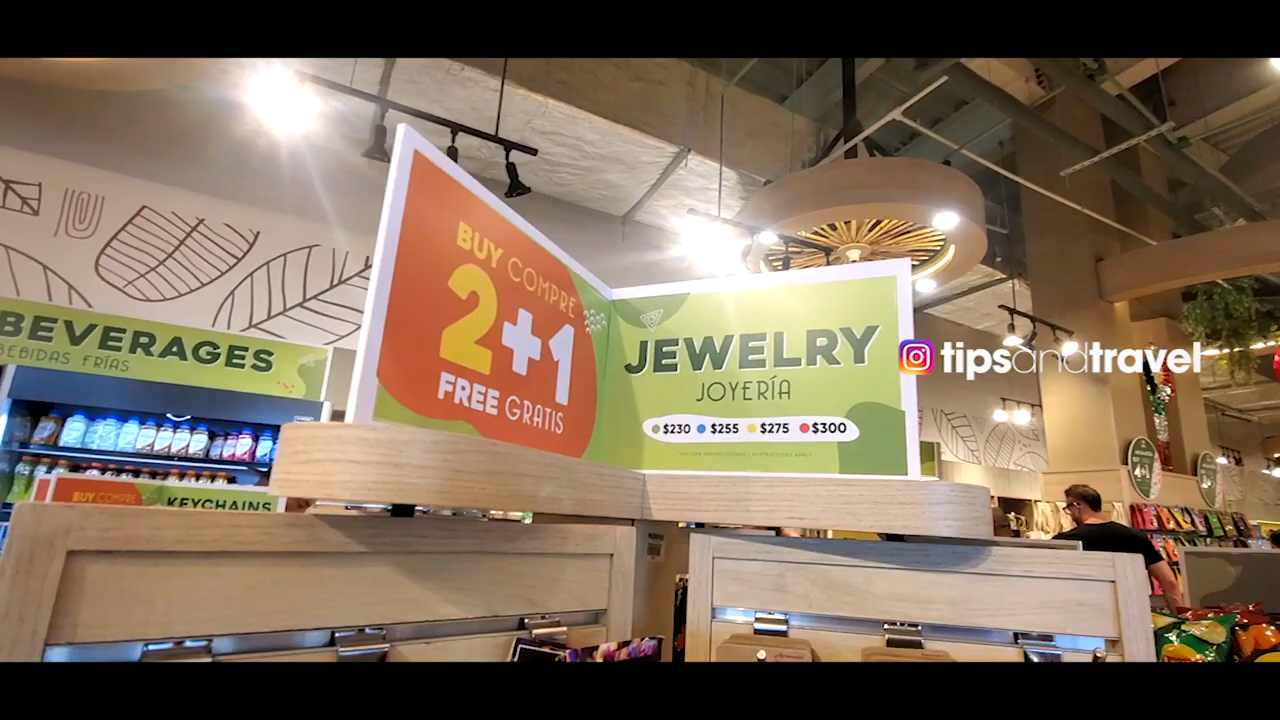 BUY COMPRE
2+1
FREE GRATIS
JEWELRY
JOYERÍA
$230 $255 $275 $300
tipsandtravel
BEVERAGES
BEBIDAS FRÍAS
BUY COMPRE
KEYCHAINS